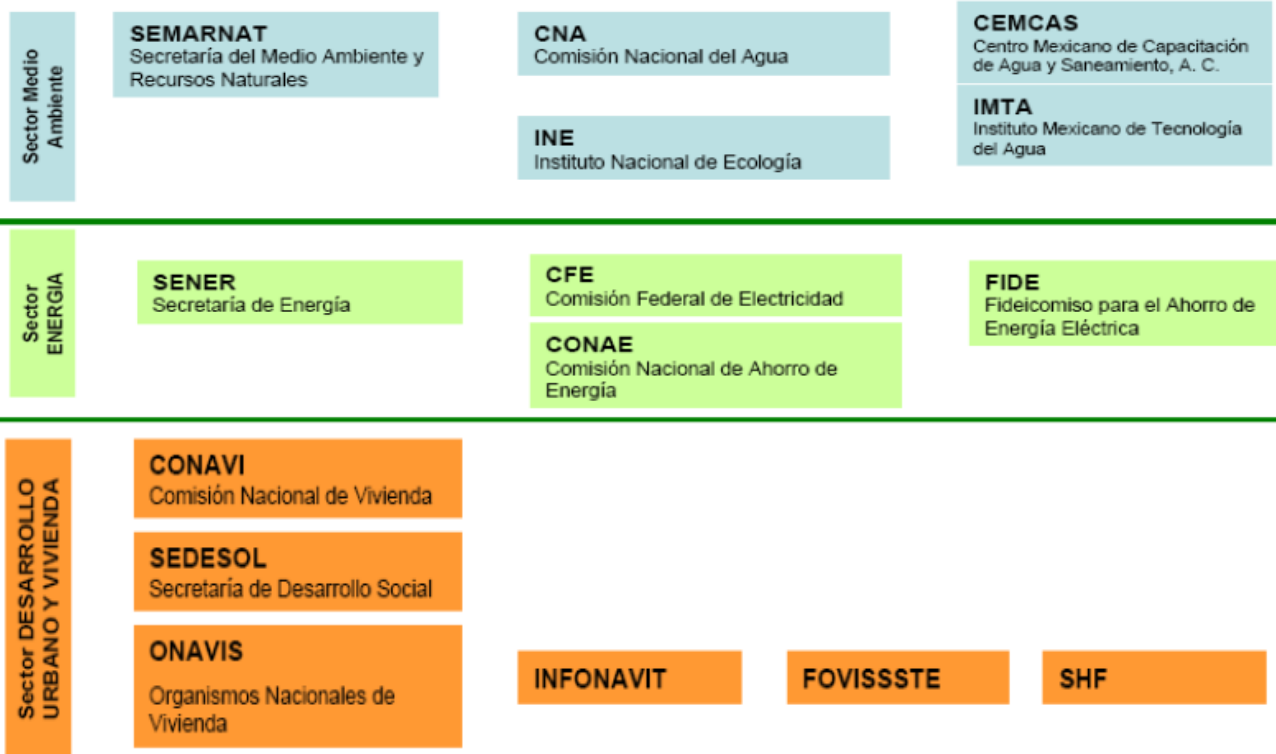 Sector Medio
Ambiente
SEMARNAT
Secretaría del Medio Ambiente y
Recursos Naturales
CNA
Comisión Nacional del Agua
INE
Instituto Nacional de Ecología
CEMCAS
Centro Mexicano de Capacitación
de Agua y Saneamiento, A. C.
IMTA
Instituto Mexicano de Tecnología
del Agua
Sector
ENERGIA
SENER
Secretaría de Energía
CFE
Comisión Federal de Electricidad
CONAE
Comisión Nacional de Ahorro de
Energía
FIDE
Fideicomiso para el Ahorro de
Energía Eléctrica
Sector DESARROLLO
URBANO Y VIVIENDA
CONAVI
Comisión Nacional de Vivienda
SEDESOL
Secretaría de Desarrollo Social
ONAVIS
Organismos Nacionales de
Vivienda
INFONAVIT
FOVISSSTE
SHF